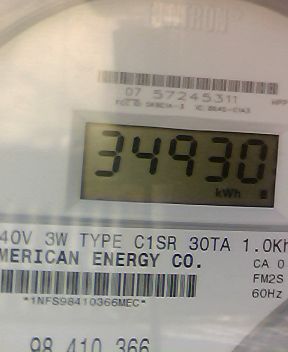 CENTRON®
07 57245311
34930
kWh
40V 3W TYPE C1SR 30TA 1.0Kh
MERICAN ENERGY CO.
CA 0
FM2S
60Hz
*1NFS98410366MEC*
98 410 366